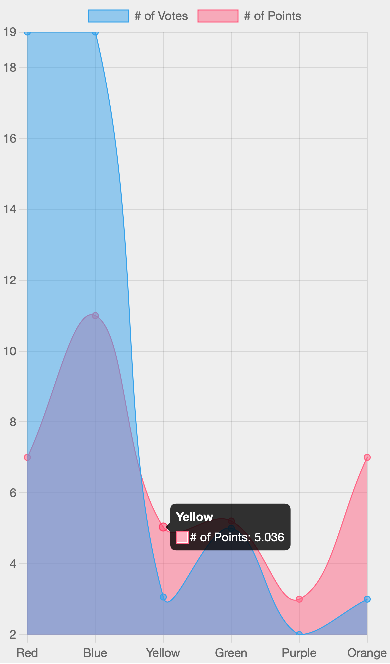 # of Votes # of Points
19
18
16
14
12
10
8
6
Yellow
# of Points: 5.036
4
2
Red Blue Yellow Green Purple Orange